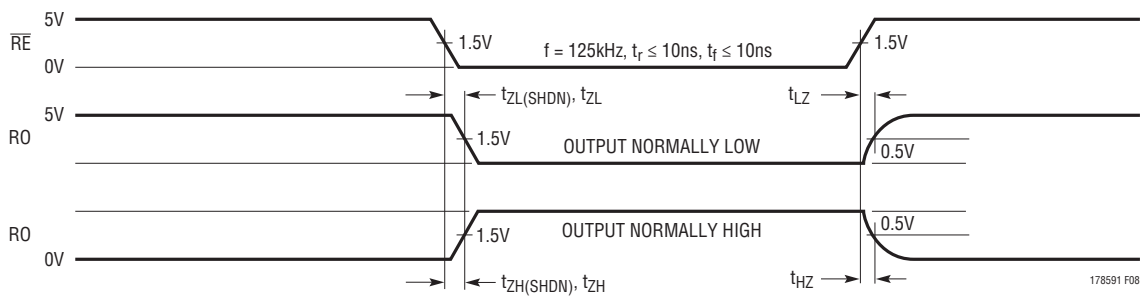 5V
RE
0V
1.5V
f = 125kHz, tr ≤ 10ns, tf ≤ 10ns
1.5V
tZL(SHDN), tZL
tLZ
5V
RO
1.5V
OUTPUT NORMALLY LOW
0.5V
RO
0V
1.5V
OUTPUT NORMALLY HIGH
0.5V
tZH(SHDN), tZH
tHZ
178591 F08